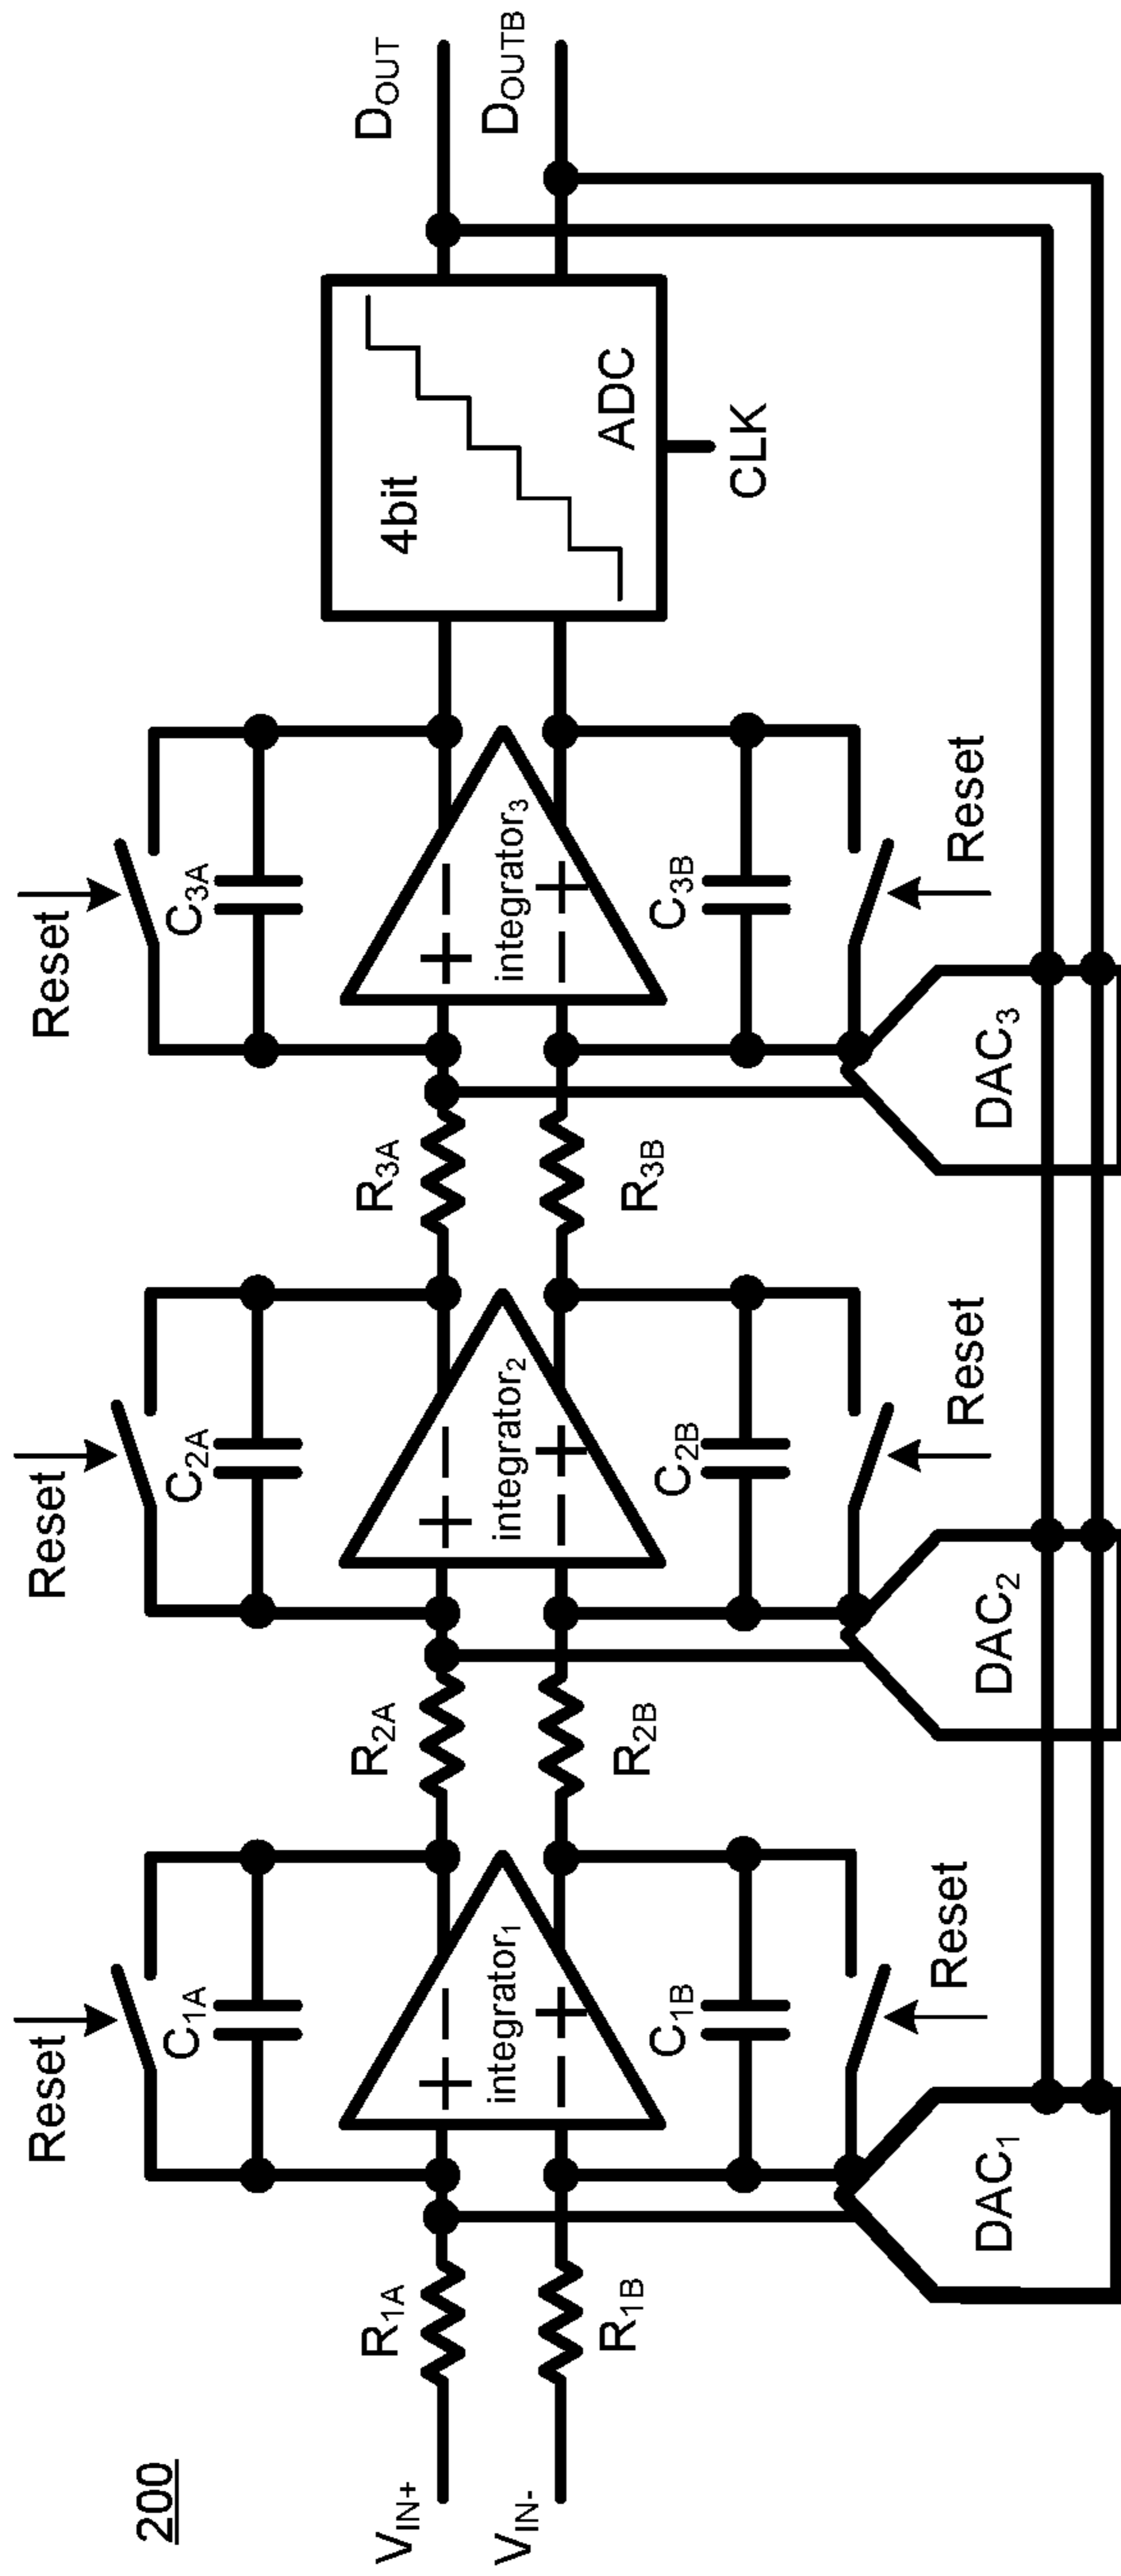 200
Reset
Reset
Reset
C1A
C2A
C3A
VIN+
R1A
R2A
R3A
+ −
+ −
+ −
integrator1
integrator2
integrator3
− +
− +
− +
4bit
ADC
CLK
DOUT
DOUTB
VIN-
R1B
R2B
R3B
C1B
C2B
C3B
Reset
Reset
Reset
DAC1
DAC2
DAC3